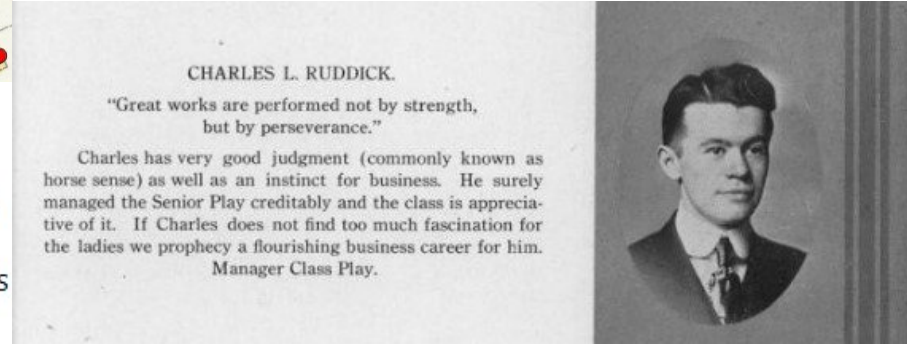 CHARLES L. RUDDICK.
"Great works are performed not by strength,
but by perseverance."
Charles has very good judgment (commonly known as
horse sense) as well as an instinct for business. He surely
managed the Senior Play creditably and the class is apprecia-
tive of it. If Charles does not find too much fascination for
the ladies we prophecy a flourishing business career for him.
Manager Class Play.
S